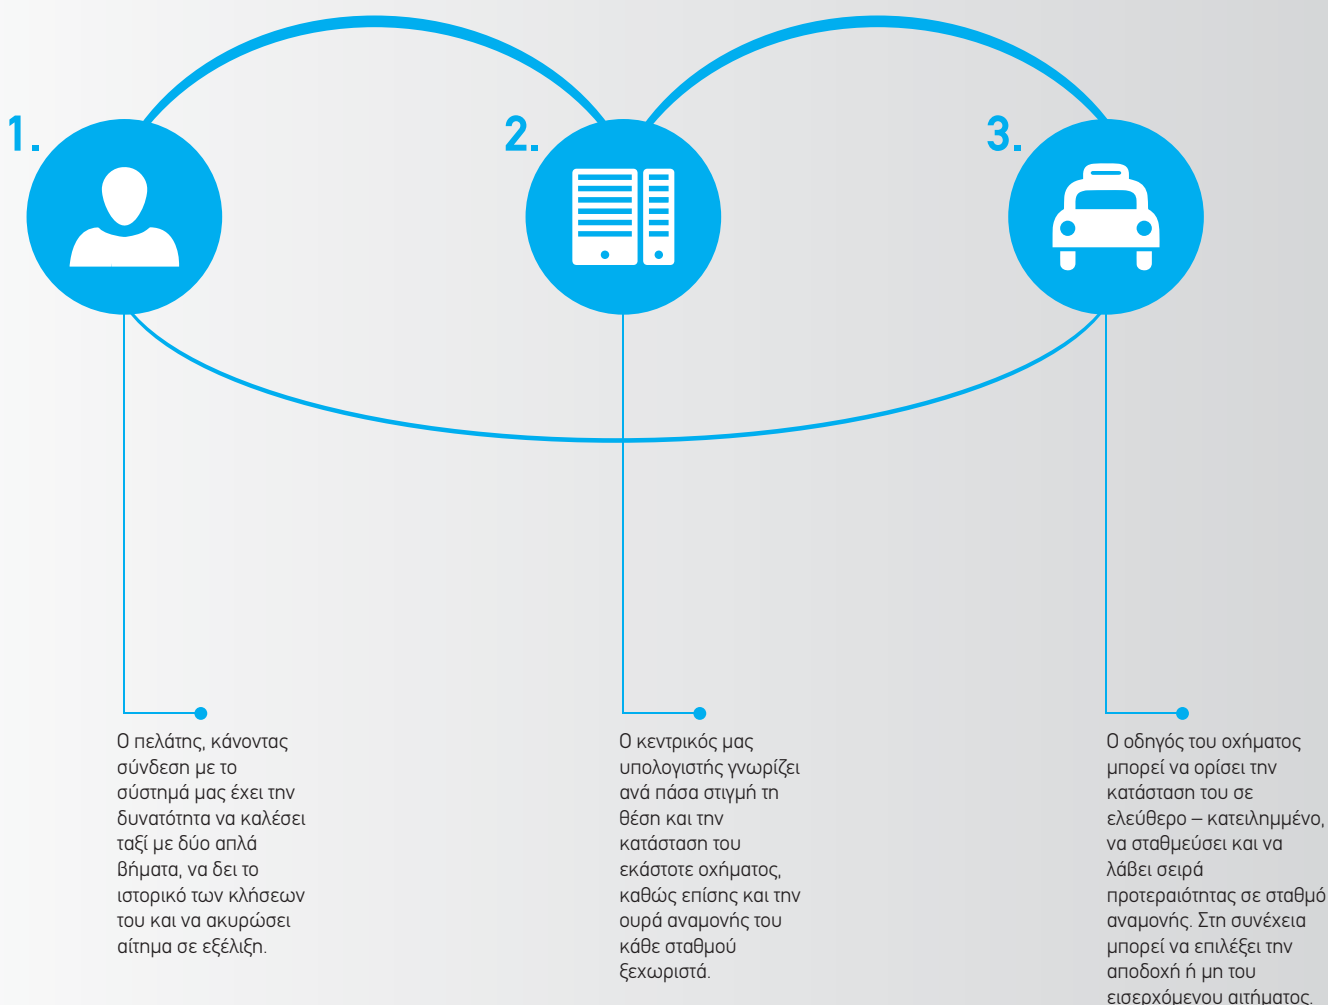 1.
2.
3.
Ο πελάτης, κάνοντας
σύνδεση με το
σύστημά μας έχει την
δυνατότητα να καλέσει
ταξί με δύο απλά
βήματα, να δει το
ιστορικό των κλήσεων
του και να ακυρώσει
αίτημα σε εξέλιξη.
Ο κεντρικός μας
υπολογιστής γνωρίζει
ανά πάσα στιγμή τη
θέση και την
κατάσταση του
εκάστοτε οχήματος,
καθώς επίσης και την
ουρά αναμονής του
κάθε σταθμού
ξεχωριστά.
Ο οδηγός του οχήματος
μπορεί να ορίσει την
κατάσταση του σε
ελεύθερο – κατειλημμένο,
να σταθμεύσει και να
λάβει σειρά
προτεραιότητας σε σταθμό
αναμονής. Στη συνέχεια
μπορεί να επιλέξει την
αποδοχή ή μη του
εισερχόμενου αιτήματος.